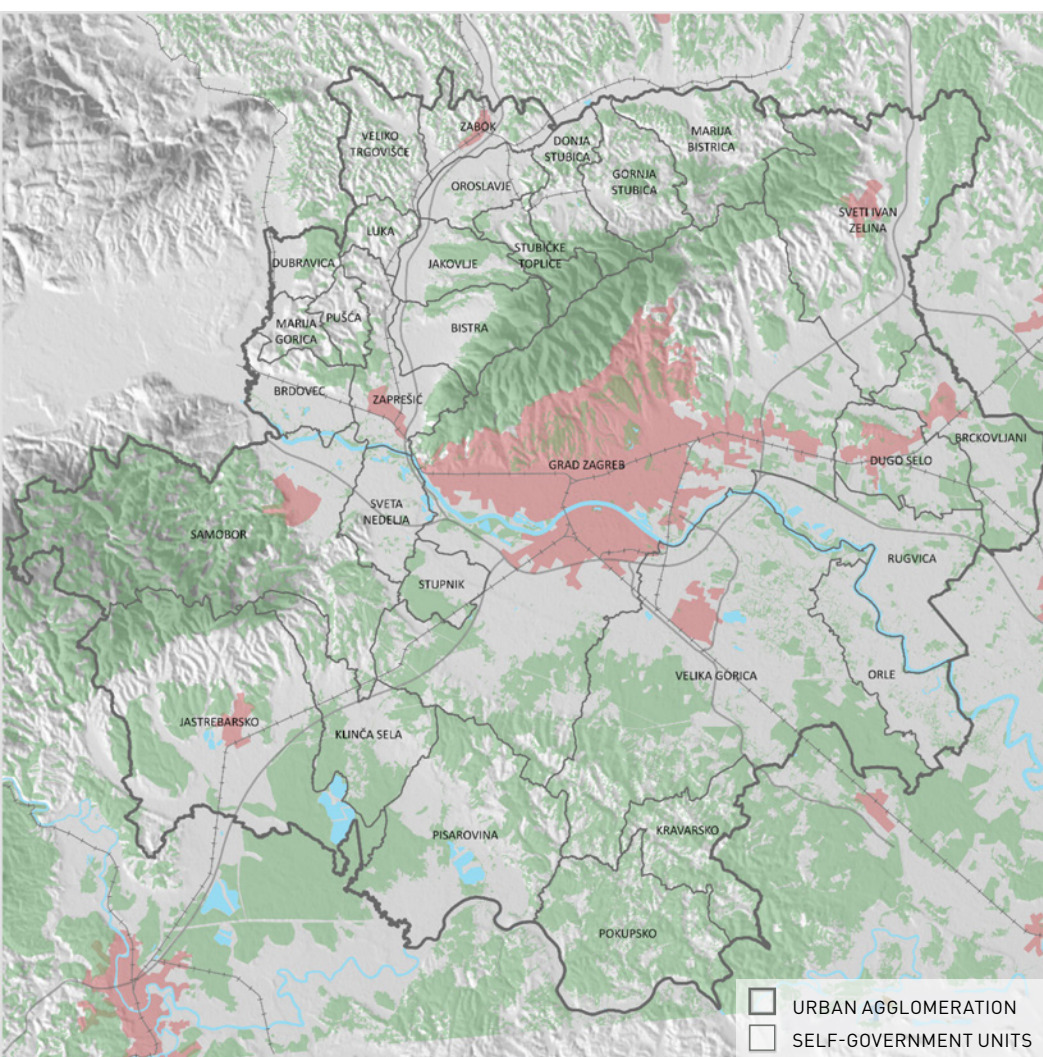 ZABOK
VELIKO
TRGOVIŠĆE
DONJA
STUBICA
MARIJA
BISTRICA
GORNJA
STUBICA
OROSLAVJE
SVETI IVAN
ZELINA
LUKA
STUBIČKE
TOPLICE
DUBRAVICA
JAKOVLJE
PUŠĆA
MARIJA
GORICA
BISTRA
BRDOVEC
ZAPREŠIĆ
BRCKOVLJANI
DUGO SELO
GRAD ZAGREB
SVETA
NEDELJA
SAMOBOR
RUGVICA
STUPNIK
VELIKA GORICA
ORLE
JASTREBARSKO
KLINČA SELA
PISAROVINA
KRAVARSKO
POKUPSKO
URBAN AGGLOMERATION
SELF-GOVERNMENT UNITS